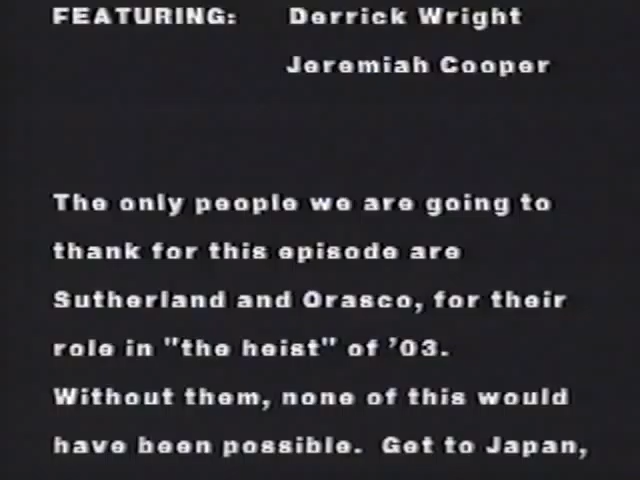 FEATURING: Derrick Wright
Jeremiah Cooper
The only people we are going to
thank for this episode are
Sutherland and Orasco, for their
role in "the heist" of '03.
Without them, none of this would
have been possible. Get to Japan,